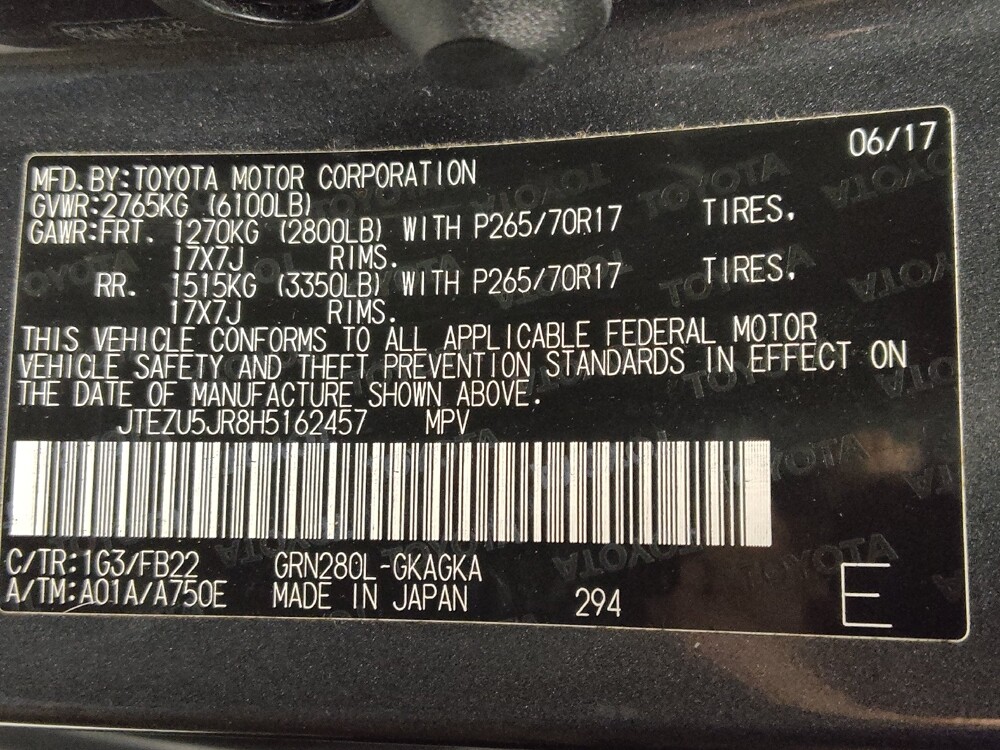 06/17
MFD.BY:TOYOTA MOTOR CORPORATION
GVWR:2765KG (6100LB)
GAWR:FRT. 1270KG (2800LB) WITH P265/70R17 TIRES,
17X7J RIMS.
RR. 1515KG (3350LB) WITH P265/70R17 TIRES,
17X7J RIMS.
THIS VEHICLE CONFORMS TO ALL APPLICABLE FEDERAL MOTOR
VEHICLE SAFETY AND THEFT PREVENTION STANDARDS IN EFFECT ON
THE DATE OF MANUFACTURE SHOWN ABOVE.
JTEZU5JR8H5162457 MPV
C/TR:1G3/FB22 GRN280L-GKAGKA
A/TM:A01A/A750E MADE IN JAPAN 294 E